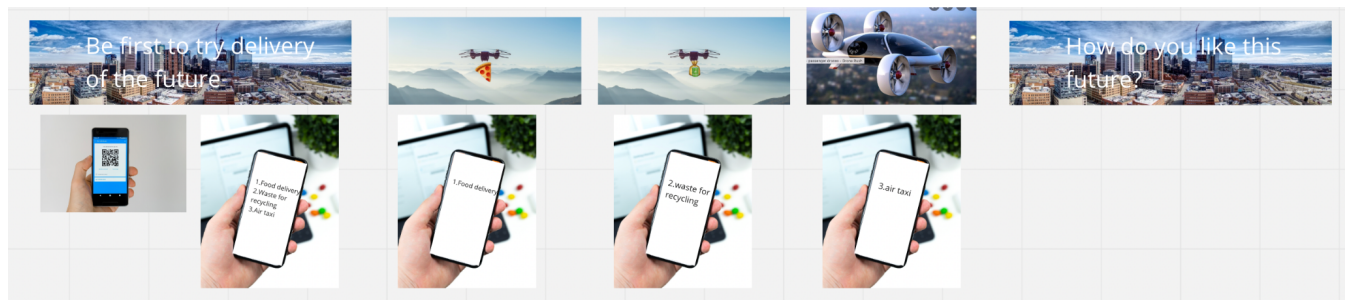 Be first to try delivery
of the future
How do you like this
future?
1.Food delivery
2.Waste for
recycling
3.Air taxi
1.Food delivery
2.waste for
recycling
3.air taxi